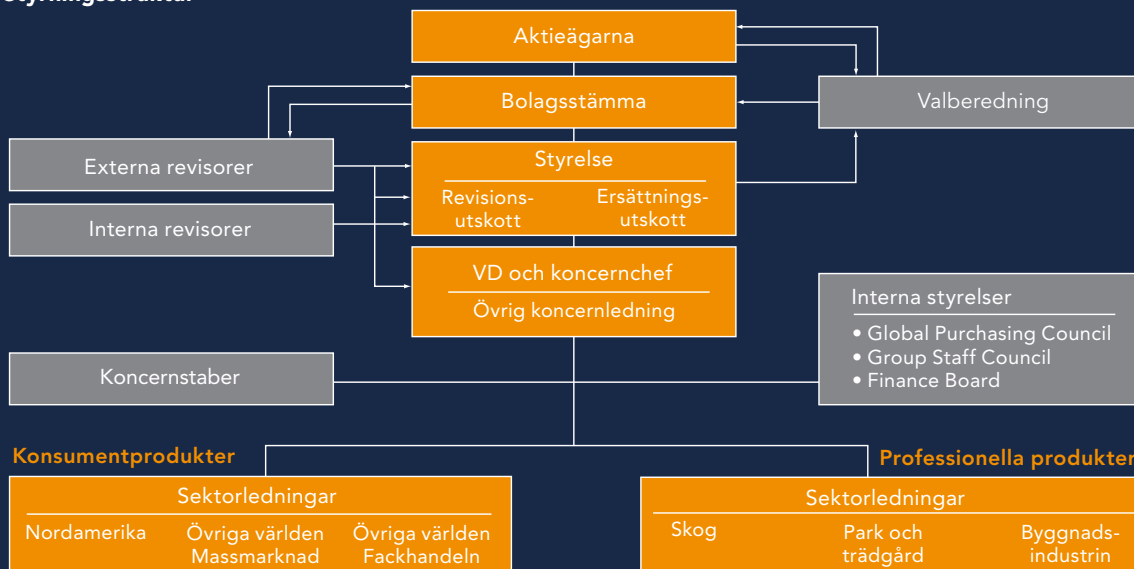 Styrningsstruktur
Aktieägarna
Bolagsstämma
Valberedning
Externa revisorer
Styrelse
Revisions-
utskott
Ersättnings-
utskott
Interna revisorer
VD och koncernchef
Övrig koncernledning
Interna styrelser
• Global Purchasing Council
• Group Staff Council
• Finance Board
Koncernstaber
Konsumentprodukter
Sektorledningar
Nordamerika
Övriga världen
Massmarknad
Övriga världen
Fackhandeln
Professionella produkter
Sektorledningar
Skog
Park och
trädgård
Byggnads-
industrin